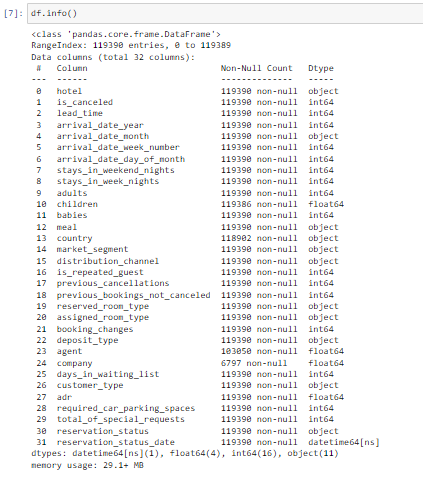 [7]: df.info()
<class 'pandas.core.frame.DataFrame'>
RangeIndex: 119390 entries, 0 to 119389
Data columns (total 32 columns):
 #   Column                          Non-Null Count   Dtype
---  ------                          --------------   -----
 0   hotel                           119390 non-null  object
 1   is_canceled                     119390 non-null  int64
 2   lead_time                       119390 non-null  int64
 3   arrival_date_year               119390 non-null  int64
 4   arrival_date_month              119390 non-null  object
 5   arrival_date_week_number        119390 non-null  int64
 6   arrival_date_day_of_month       119390 non-null  int64
 7   stays_in_weekend_nights         119390 non-null  int64
 8   stays_in_week_nights            119390 non-null  int64
 9   adults                          119390 non-null  int64
 10  children                        119386 non-null  float64
 11  babies                          119390 non-null  int64
 12  meal                            119390 non-null  object
 13  country                         118902 non-null  object
 14  market_segment                  119390 non-null  object
 15  distribution_channel            119390 non-null  object
 16  is_repeated_guest               119390 non-null  int64
 17  previous_cancellations          119390 non-null  int64
 18  previous_bookings_not_canceled  119390 non-null  int64
 19  reserved_room_type              119390 non-null  object
 20  assigned_room_type              119390 non-null  object
 21  booking_changes                 119390 non-null  int64
 22  deposit_type                    119390 non-null  object
 23  agent                           103050 non-null  float64
 24  company                         6797 non-null    float64
 25  days_in_waiting_list            119390 non-null  int64
 26  customer_type                   119390 non-null  object
 27  adr                             119390 non-null  float64
 28  required_car_parking_spaces     119390 non-null  int64
 29  total_of_special_requests       119390 non-null  int64
 30  reservation_status              119390 non-null  object
 31  reservation_status_date         119390 non-null  datetime64[ns]
dtypes: datetime64[ns](1), float64(4), int64(16), object(11)
memory usage: 29.1+ MB